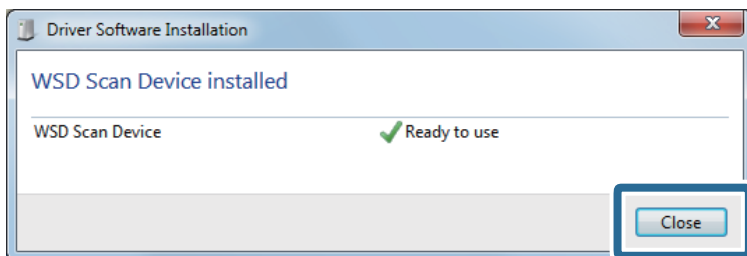 Driver Software Installation
WSD Scan Device installed
WSD Scan Device Ready to use
Close